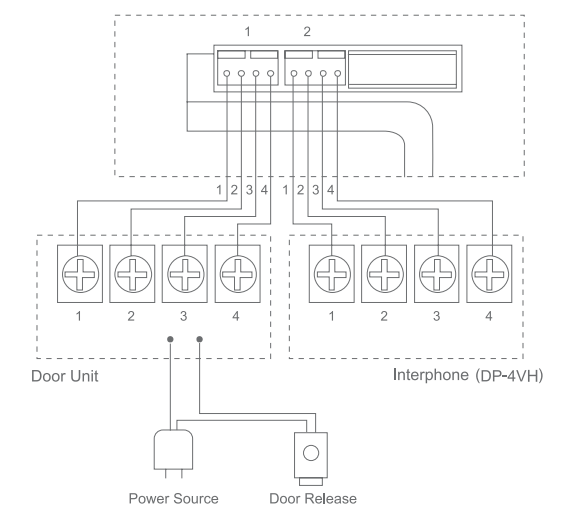 1 2
1 2 3 4 1 2 3 4
1 2 3 4 1 2 3 4
Door Unit Interphone (DP-4VH)
Power Source Door Release